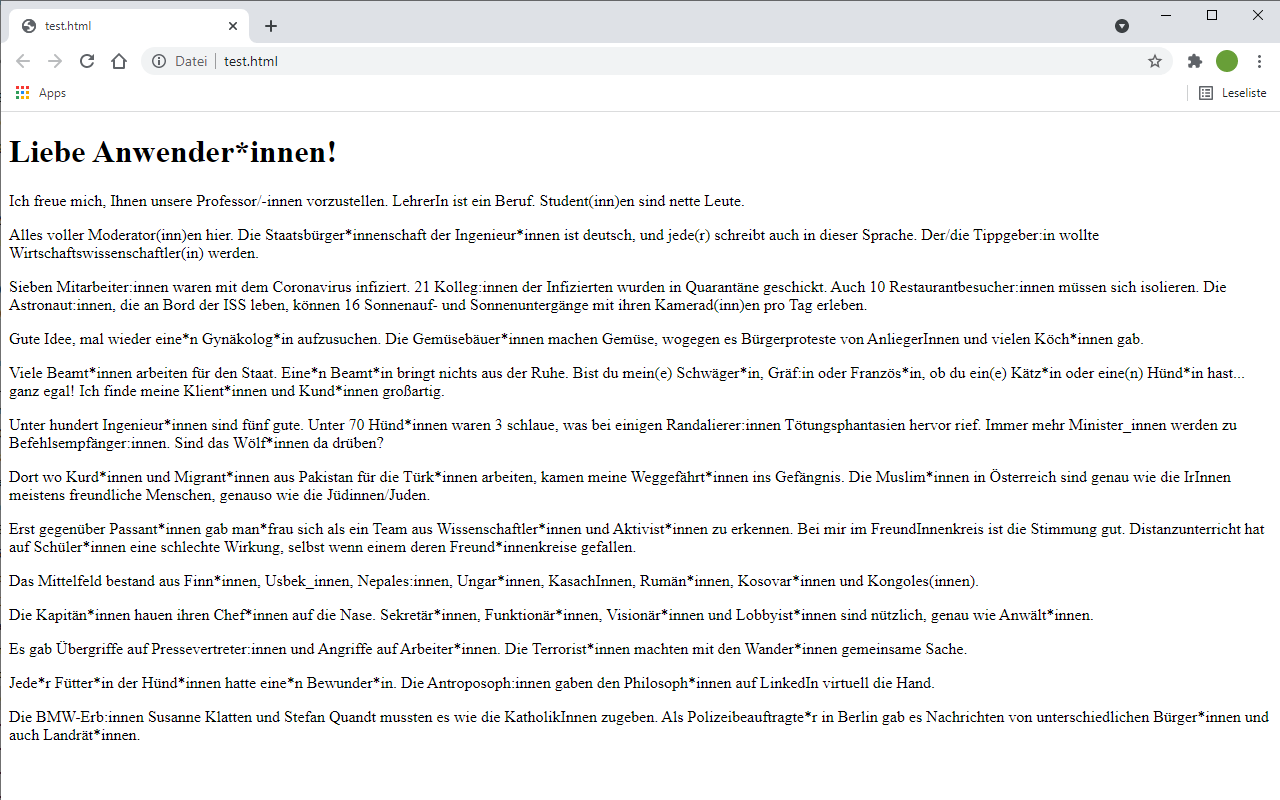 test.html
Datei
test.html
Apps
Leseliste
Liebe Anwender*innen!
Ich freue mich, Ihnen unsere Professor/-innen vorzustellen. LehrerIn ist ein Beruf. Student(inn)en sind nette Leute.
Alles voller Moderator(inn)en hier. Die Staatsbürger*innenschaft der Ingenieur*innen ist deutsch, und jede(r) schreibt auch in dieser Sprache. Der/die Tippgeber:in wollte
Wirtschaftswissenschaftler(in) werden.
Sieben Mitarbeiter:innen waren mit dem Coronavirus infiziert. 21 Kolleg:innen der Infizierten wurden in Quarantäne geschickt. Auch 10 Restaurantbesucher:innen müssen sich isolieren. Die
Astronaut:innen, die an Bord der ISS leben, können 16 Sonnenauf- und Sonnenuntergänge mit ihren Kamerad(inn)en pro Tag erleben.
Gute Idee, mal wieder eine*n Gynäkolog*in aufzusuchen. Die Gemüsebäuer*innen machen Gemüse, wogegen es Bürgerproteste von AnliegerInnen und vielen Köch*innen gab.
Viele Beamt*innen arbeiten für den Staat. Eine*n Beamt*in bringt nichts aus der Ruhe. Bist du mein(e) Schwäger*in, Gräf:in oder Französ*in, ob du ein(e) Kätz*in oder eine(n) Hünd*in hast...
ganz egal! Ich finde meine Klient*innen und Kund*innen großartig.
Unter hundert Ingenieur*innen sind fünf gute. Unter 70 Hünd*innen waren 3 schlaue, was bei einigen Randalierer:innen Tötungsphantasien hervor rief. Immer mehr Minister_innen werden zu
Befehlsempfänger:innen. Sind das Wölf*innen da drüben?
Dort wo Kurd*innen und Migrant*innen aus Pakistan für die Türk*innen arbeiten, kamen meine Weggefährt*innen ins Gefängnis. Die Muslim*innen in Österreich sind genau wie die IrInnen
meistens freundliche Menschen, genauso wie die Jüdinnen/Juden.
Erst gegenüber Passant*innen gab man*frau sich als ein Team aus Wissenschaftler*innen und Aktivist*innen zu erkennen. Bei mir im FreundInnenkreis ist die Stimmung gut. Distanzunterricht hat
auf Schüler*innen eine schlechte Wirkung, selbst wenn einem deren Freund*innenkreise gefallen.
Das Mittelfeld bestand aus Finn*innen, Usbek_innen, Nepales:innen, Ungar*innen, KasachInnen, Rumän*innen, Kosovar*innen und Kongoles(innen).
Die Kapitän*innen hauen ihren Chef*innen auf die Nase. Sekretär*innen, Funktionär*innen, Visionär*innen und Lobbyist*innen sind nützlich, genau wie Anwält*innen.
Es gab Übergriffe auf Pressevertreter:innen und Angriffe auf Arbeiter*innen. Die Terrorist*innen machten mit den Wander*innen gemeinsame Sache.
Jede*r Fütter*in der Hünd*innen hatte eine*n Bewunder*in. Die Antroposoph:innen gaben den Philosoph*innen auf LinkedIn virtuell die Hand.
Die BMW-Erb:innen Susanne Klatten und Stefan Quandt mussten es wie die KatholikInnen zugeben. Als Polizeibeauftragte*r in Berlin gab es Nachrichten von unterschiedlichen Bürger*innen und
auch Landrät*innen.